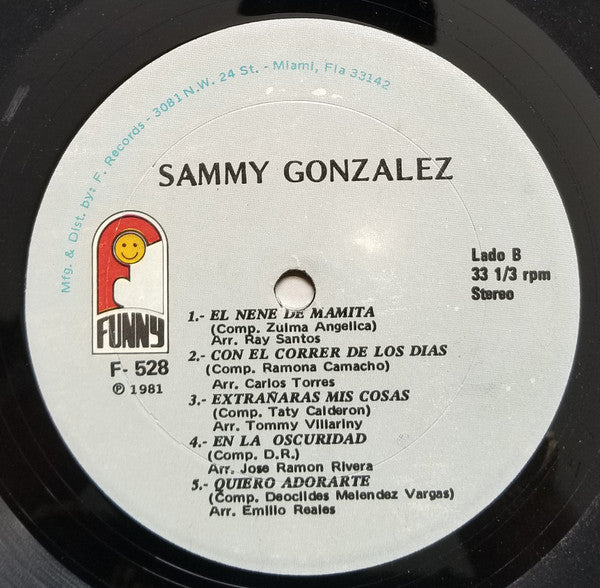 Mfg. & Dist. by: F. Records - 3081 N.W. 24 St. - Miami, Fla 33142
SAMMY GONZALEZ
FUNNY
F- 528
℗ 1981
Lado B
33 1/3 rpm
Stereo
1.- EL NENE DE MAMITA
(Comp. Zulma Angelica)
Arr. Ray Santos
2.- CON EL CORRER DE LOS DIAS
(Comp. Ramona Camacho)
Arr. Carlos Torres
3.- EXTRAÑARAS MIS COSAS
(Comp. Taty Calderon)
Arr. Tommy Villariny
4.- EN LA OSCURIDAD
(Comp. D.R.)
Arr. Jose Ramon Rivera
5.- QUIERO ADORARTE
(Comp. Deoclides Melendez Vargas)
Arr. Emilio Reales